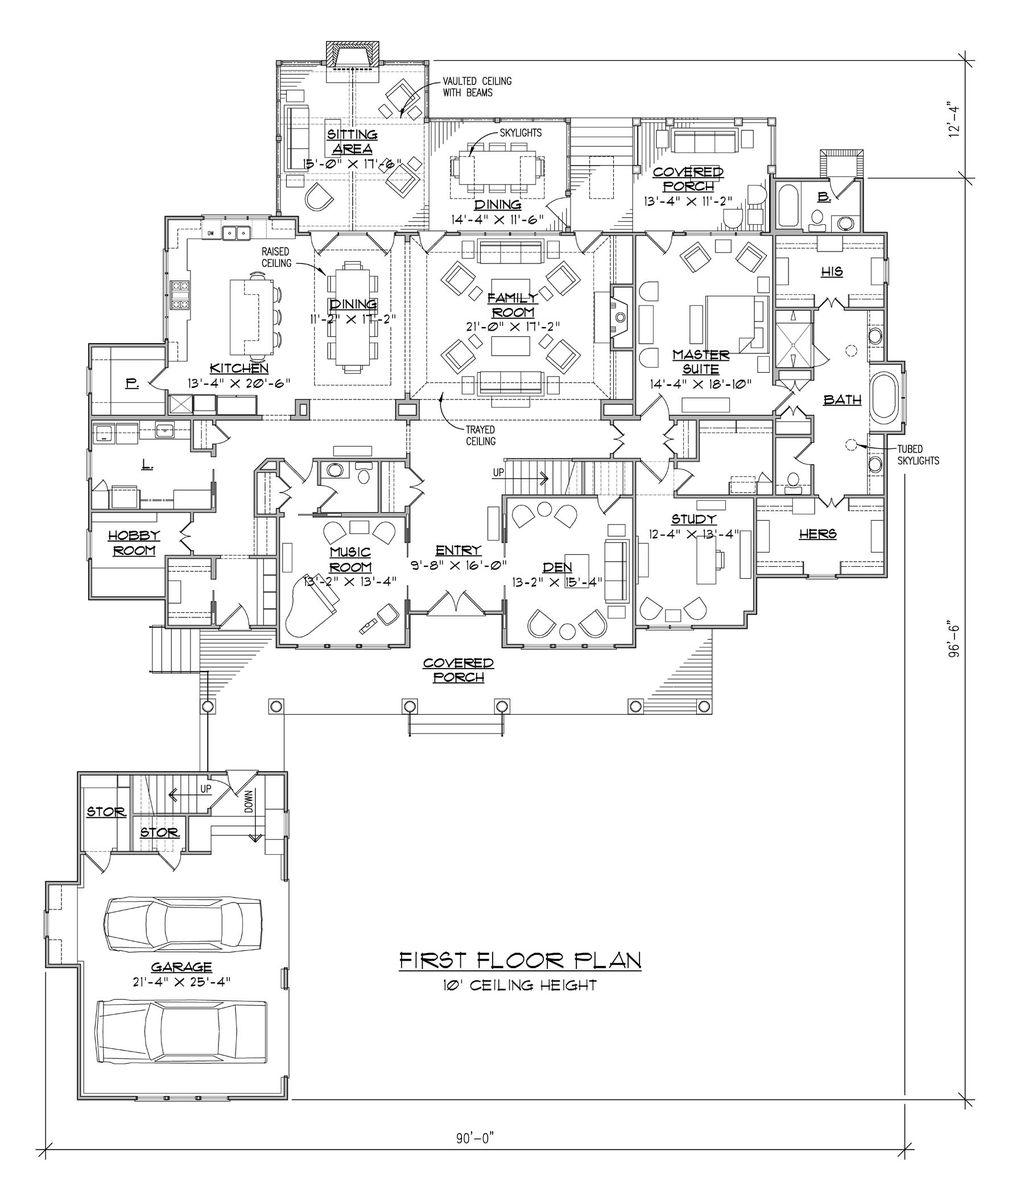 VAULTED CEILING
WITH BEAMS
SITTING
AREA
15'-0" X 17'-6"
SKYLIGHTS
DINING
14'-4" X 11'-6"
COVERED
PORCH
13'-4" X 11'-2"
B.
12'-4"
DW
RAISED
CEILING
DINING
11'-2" X 17'-2"
FAMILY
ROOM
21'-0" X 17'-2"
HIS
KITCHEN
13'-4" X 20'-6"
P.
MASTER
SUITE
14'-4" X 18'-10"
BATH
TRAYED
CEILING
TUBED
SKYLIGHTS
L.
UP
HOBBY
ROOM
MUSIC
ROOM
13'-2" X 13'-4"
ENTRY
9'-8" X 16'-0"
DEN
13-2" X 15'-4"
STUDY
12-4" X 13'-4"
HERS
COVERED
PORCH
96'-6"
STOR
UP
DOWN
STOR.
GARAGE
21'-4" X 25'-4"
FIRST FLOOR PLAN
10' CEILING HEIGHT
90'-0"